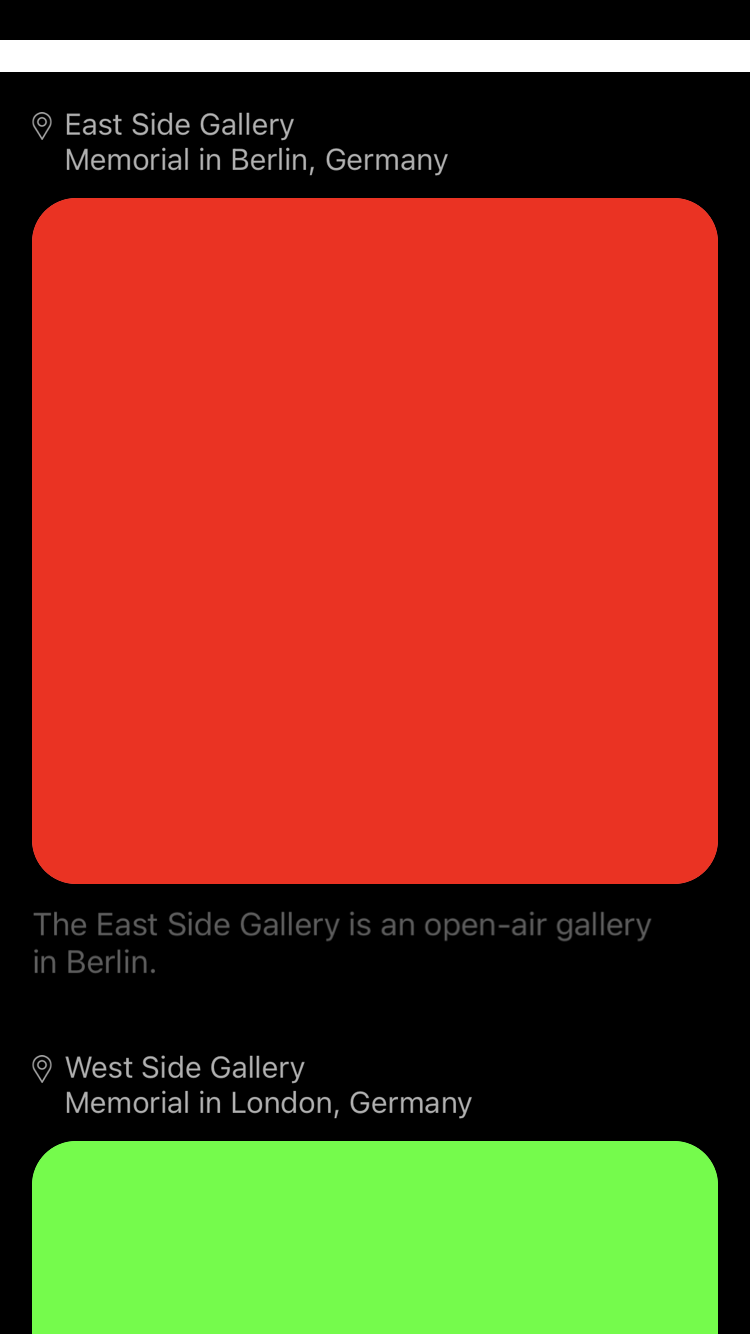 East Side Gallery
Memorial in Berlin, Germany
The East Side Gallery is an open-air gallery
in Berlin.
West Side Gallery
Memorial in London, Germany